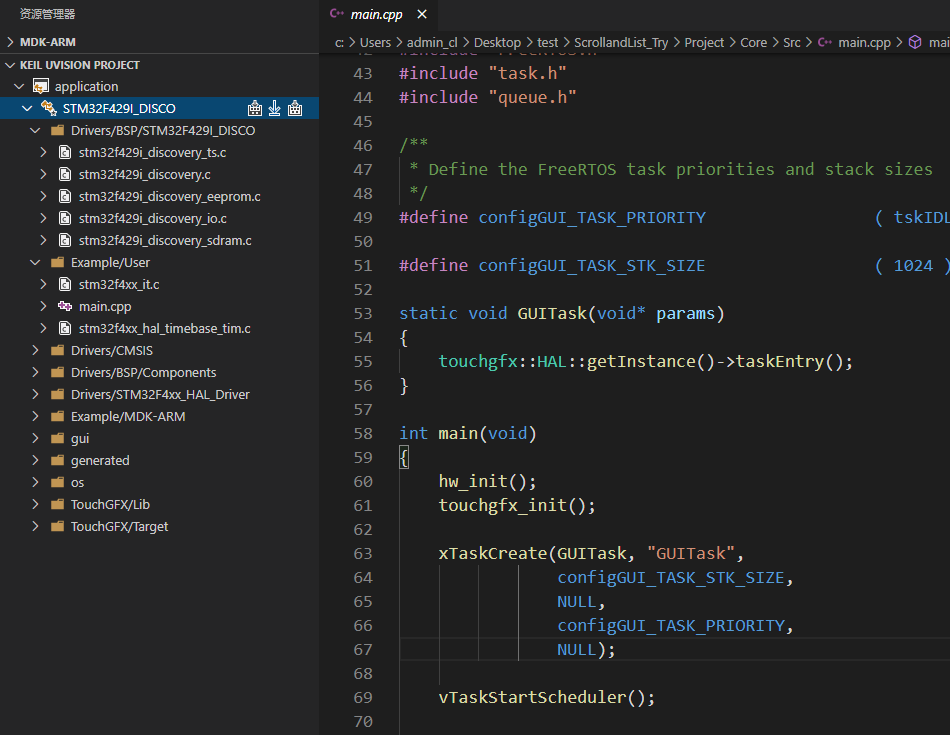 资源管理器
MDK-ARM
KEIL UVISION PROJECT
application
STM32F429I_DISCO
Drivers/BSP/STM32F429I_DISCO
stm32f429i_discovery_ts.c
stm32f429i_discovery.c
stm32f429i_discovery_eeprom.c
stm32f429i_discovery_io.c
stm32f429i_discovery_sdram.c
Example/User
stm32f4xx_it.c
main.cpp
stm32f4xx_hal_timebase_tim.c
Drivers/CMSIS
Drivers/BSP/Components
Drivers/STM32F4xx_HAL_Driver
Example/MDK-ARM
gui
generated
os
TouchGFX/Lib
TouchGFX/Target
main.cpp
c: > Users > admin_cl > Desktop > test > ScrollandList_Try > Project > Core > Src > main.cpp > mai
43 #include "task.h"
44 #include "queue.h"
45
46 /**
47 * Define the FreeRTOS task priorities and stack sizes
48 */
49 #define configGUI_TASK_PRIORITY ( tskIDL
50
51 #define configGUI_TASK_STK_SIZE ( 1024 )
52
53 static void GUITask(void* params)
54 {
55 touchgfx::HAL::getInstance()->taskEntry();
56 }
57
58 int main(void)
59 {
60 hw_init();
61 touchgfx_init();
62
63 xTaskCreate(GUITask, "GUITask",
64 configGUI_TASK_STK_SIZE,
65 NULL,
66 configGUI_TASK_PRIORITY,
67 NULL);
68
69 vTaskStartScheduler();
70